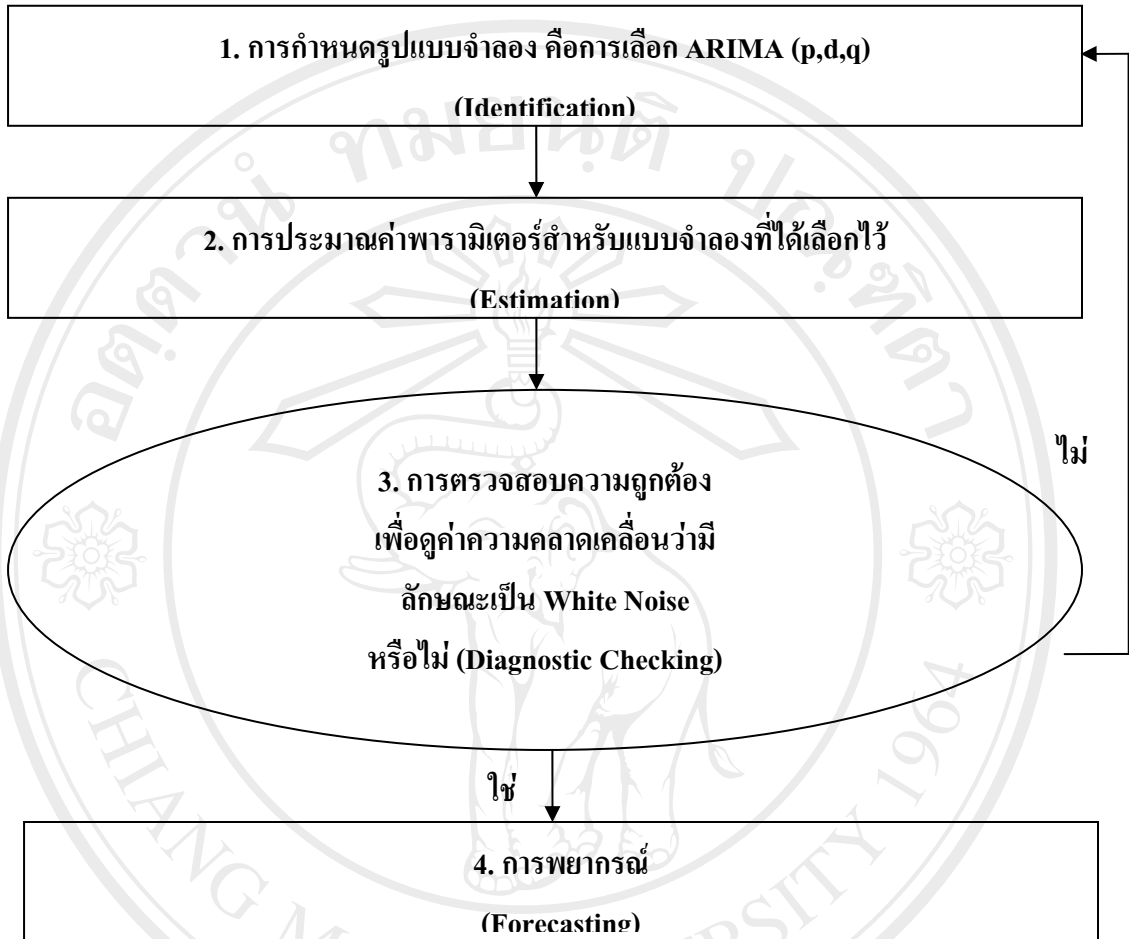 1. การกำหนดรูปแบบจำลอง คือการเลือก ARIMA (p,d,q)
(Identification)
2. การประมาณค่าพารามิเตอร์สำหรับแบบจำลองที่ได้เลือกไว้
(Estimation)
3. การตรวจสอบความถูกต้อง
เพื่อดูค่าความคลาดเคลื่อนว่ามี
ลักษณะเป็น White Noise
หรือไม่ (Diagnostic Checking)
ไม่
ใช่
4. การพยากรณ์
(Forecasting)